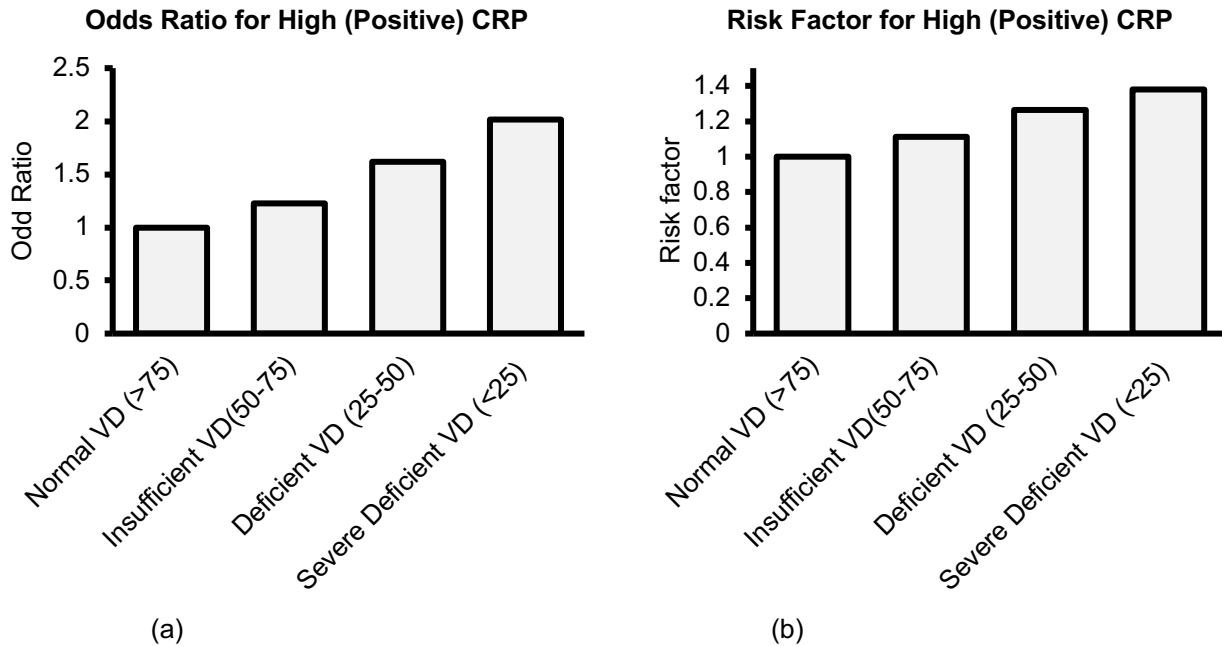 Odds Ratio for High (Positive) CRP
Odd Ratio
2.5
2
1.5
1
0.5
0
Normal VD (>75)
Insufficient VD(50-75)
Deficient VD (25-50)
Severe Deficient VD (<25)
(a)
Risk Factor for High (Positive) CRP
Risk factor
1.4
1.2
1
0.8
0.6
0.4
0.2
0
Normal VD (>75)
Insufficient VD(50-75)
Deficient VD (25-50)
Severe Deficient VD (<25)
(b)